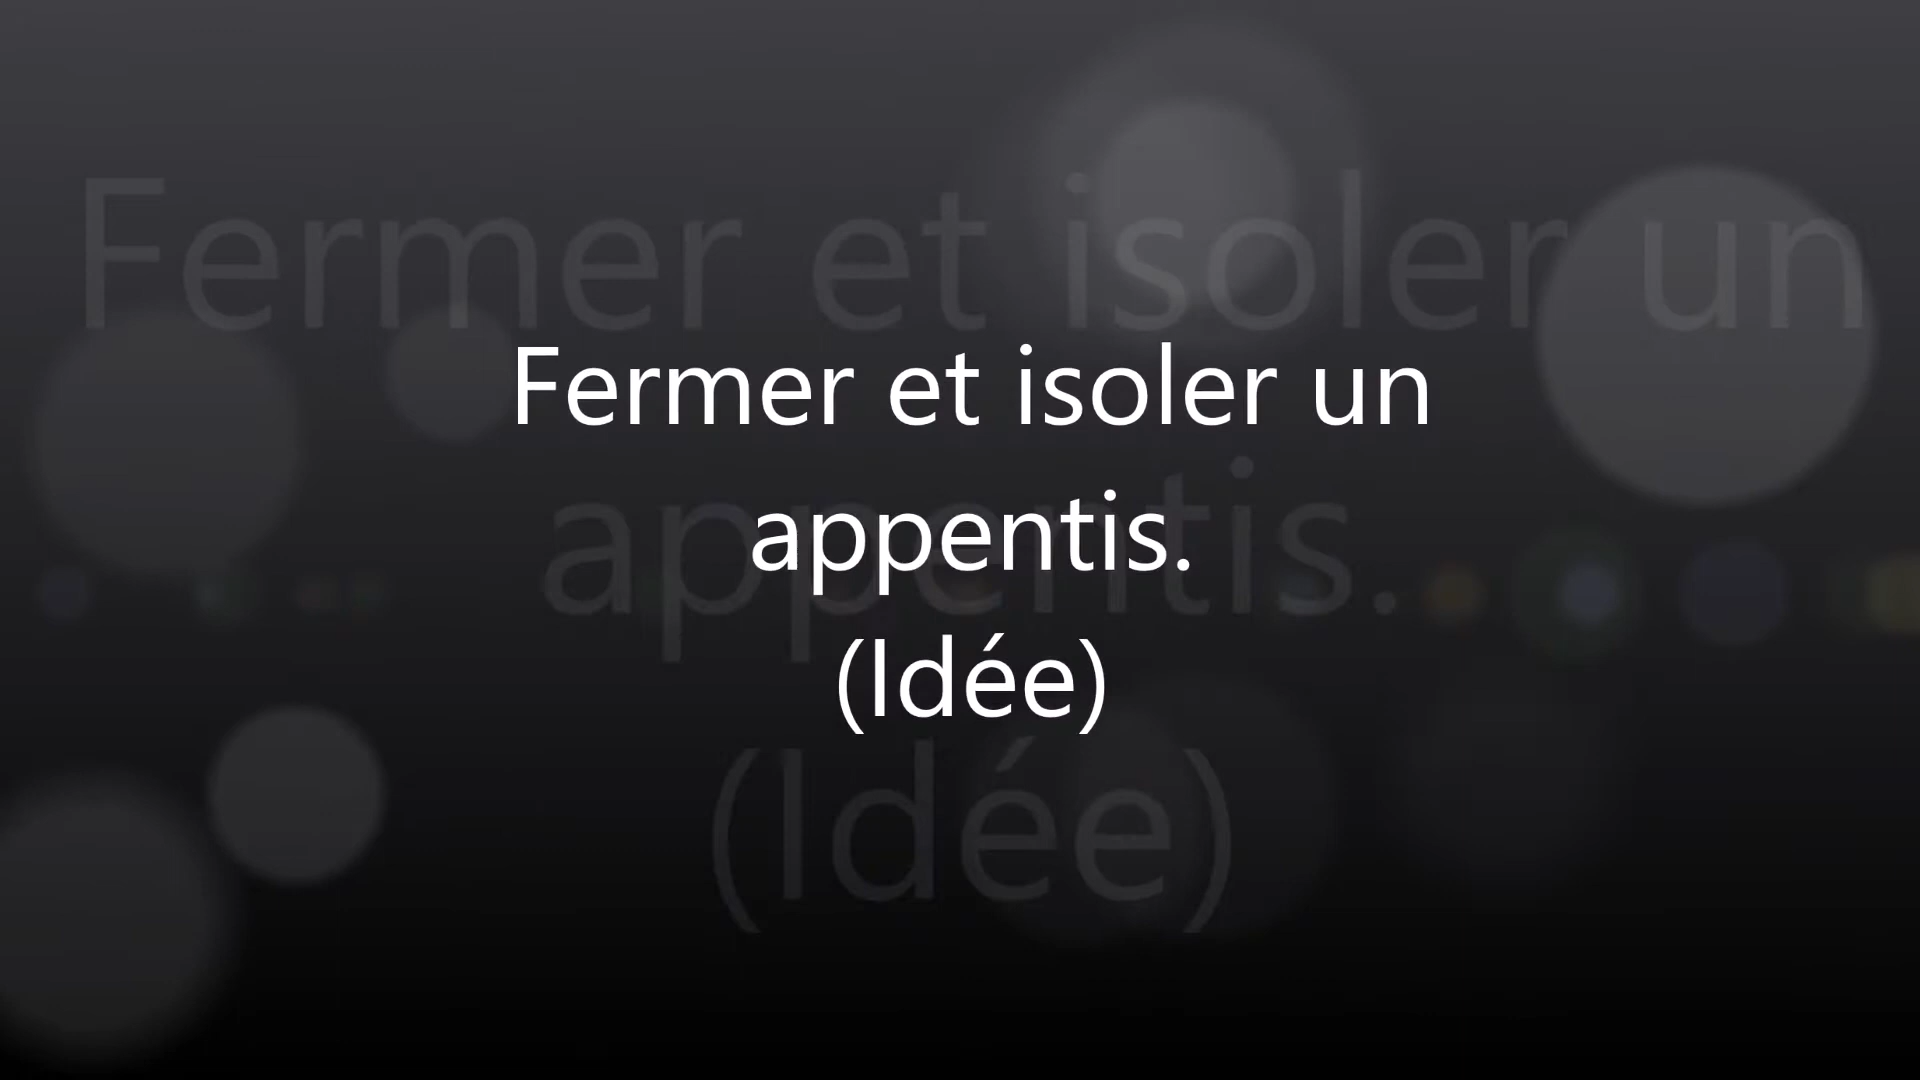 Fermer et isoler un
appentis.
(Idée)